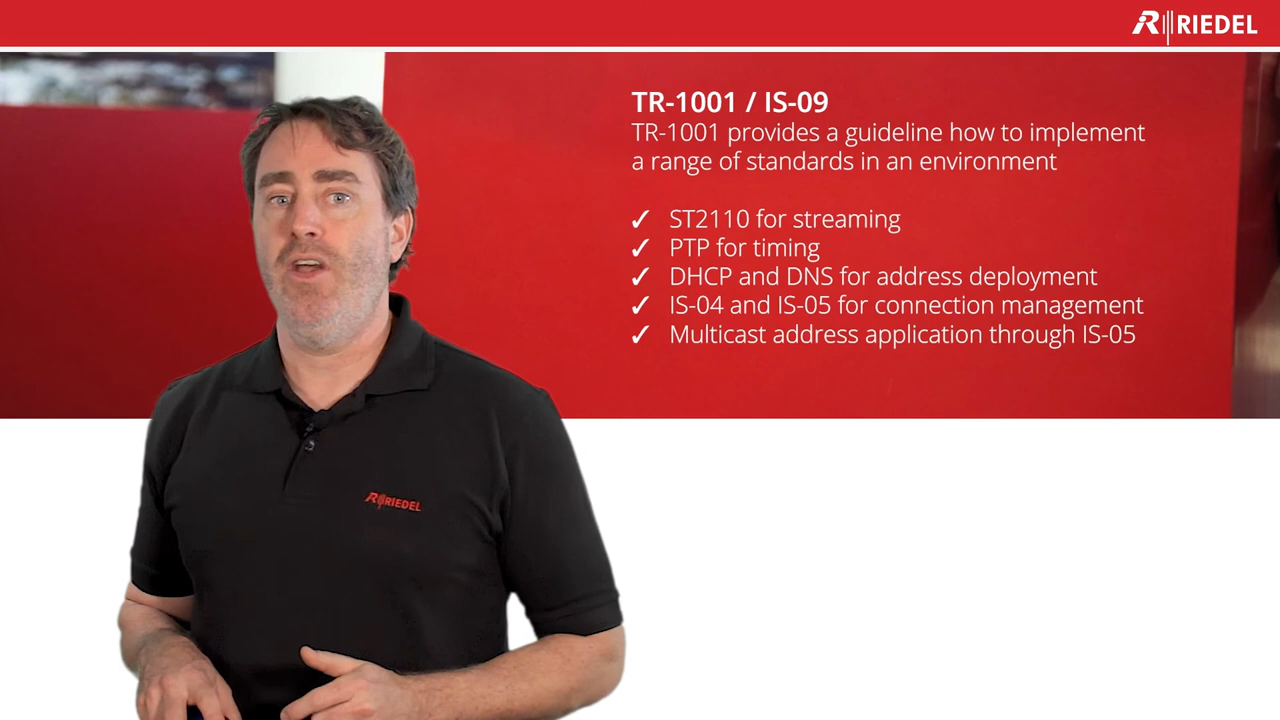 RIEDEL
TR-1001 / IS-09
TR-1001 provides a guideline how to implement
a range of standards in an environment
✓ ST2110 for streaming
✓ PTP for timing
✓ DHCP and DNS for address deployment
✓ IS-04 and IS-05 for connection management
✓ Multicast address application through IS-05
RIEDEL